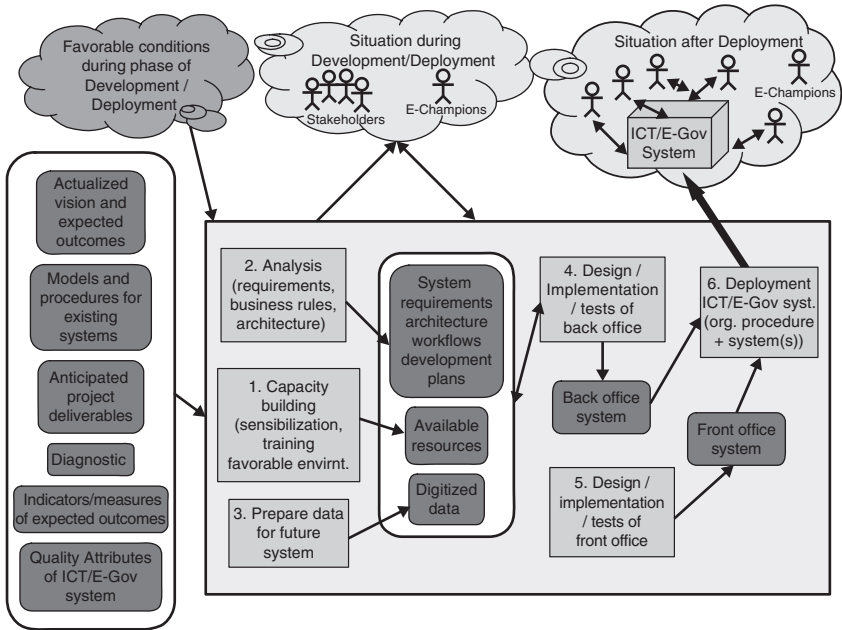 Favorable conditions
during phase of
Development /
Deployment
Situation during
Development/Deployment
Stakeholders
E-Champions
Situation after Deployment
E-Champions
ICT/E-Gov
System
Actualized
vision and
expected
outcomes
Models and
procedures for
existing
systems
Anticipated
project
deliverables
Diagnostic
Indicators/measures
of expected outcomes
Quality Attributes
of ICT/E-Gov
system
2. Analysis
(requirements,
business rules,
architecture)
1. Capacity
building
(sensibilization,
training
favorable envirnt.
3. Prepare data
for future
system
System
requirements
architecture
workflows
development
plans
Available
resources
Digitized
data
4. Design /
Implementation
/ tests of
back office
Back office
system
5. Design /
implementation
/ tests of
front office
6. Deployment
ICT/E-Gov syst.
(org. procedure
+ system(s))
Front office
system